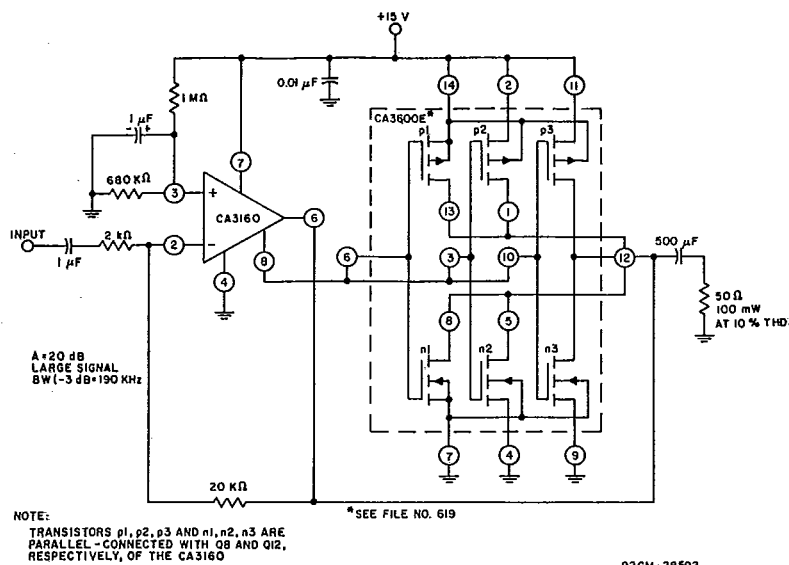 +15 V
0.01 µF
14
2
11
1 MΩ
1 µF
- +
CA3600E*
p1
p2
p3
7
680 KΩ
3
+
CA3160
6
13
1
INPUT
2 kΩ
2
-
1 µF
8
4
6
3
10
12
500 µF
50 Ω
100 mW
AT 10 % THD
8
5
A = 20 dB
LARGE SIGNAL
BW (-3 dB = 190 KHz
n1
n2
n3
7
4
9
20 KΩ
*SEE FILE NO. 619
NOTE:
TRANSISTORS p1, p2, p3 AND n1, n2, n3 ARE
PARALLEL-CONNECTED WITH Q8 AND Q12,
RESPECTIVELY, OF THE CA3160